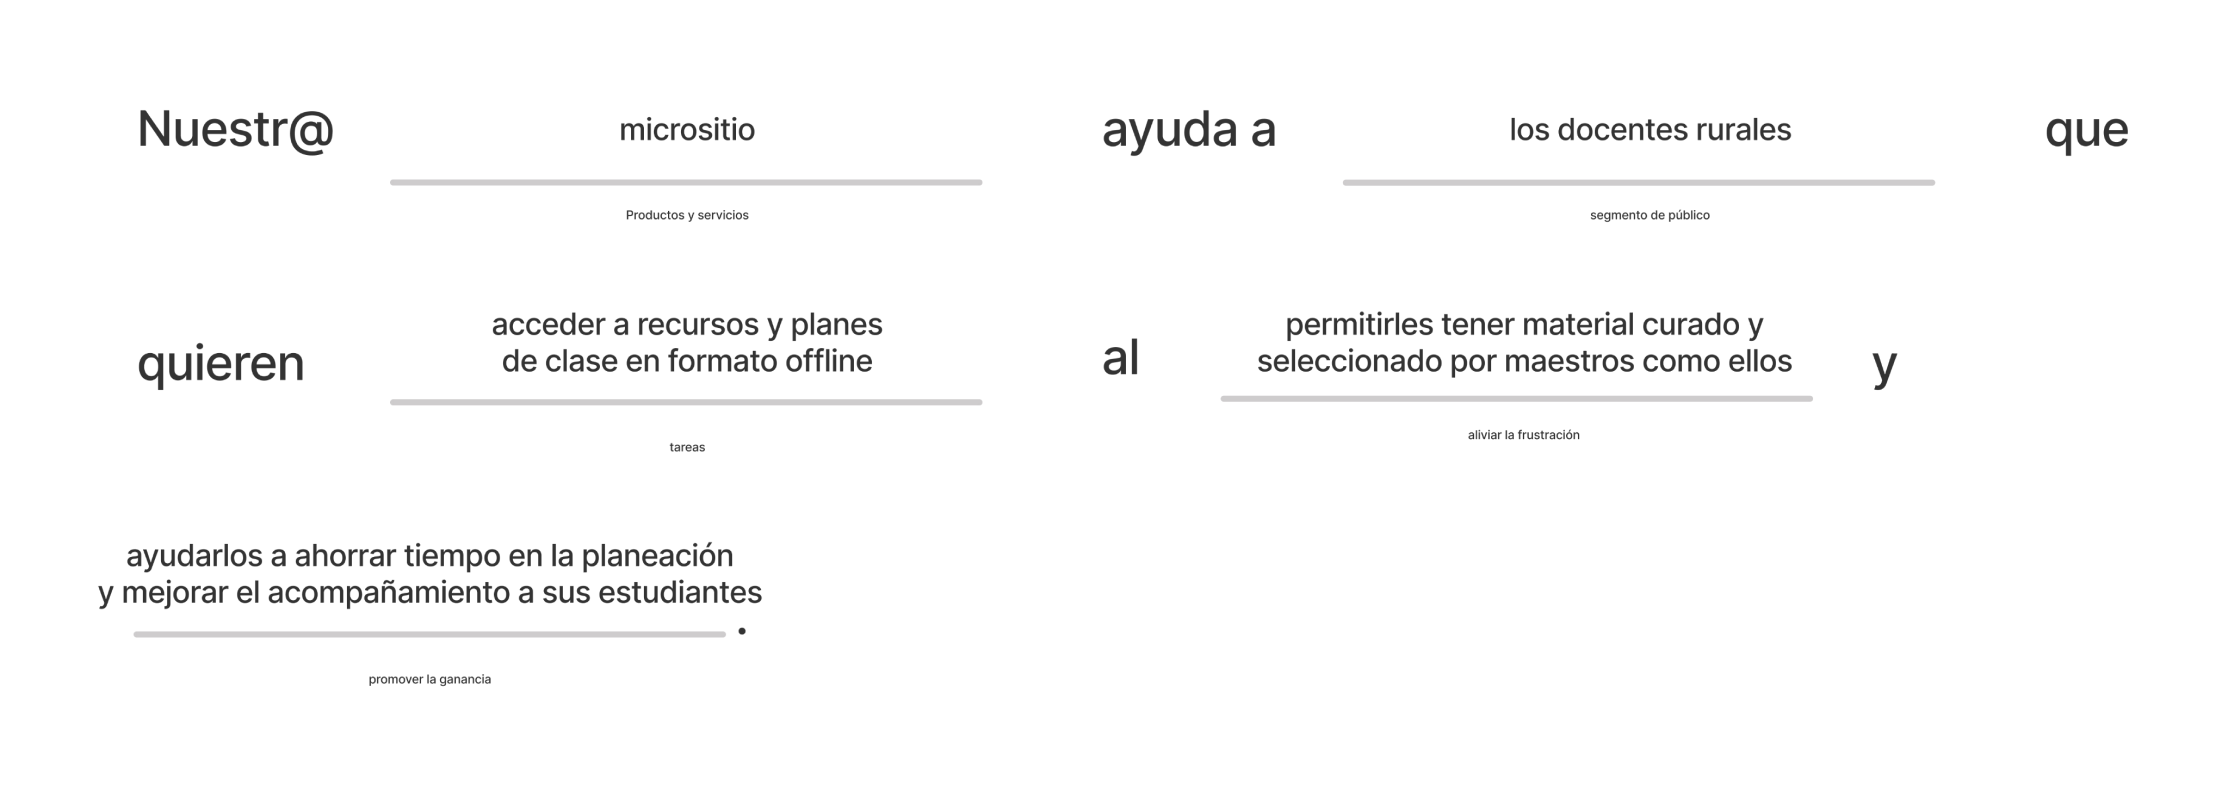 Nuestr@ micrositio ayuda a los docentes rurales que
Productos y servicios segmento de público
quieren acceder a recursos y planes
de clase en formato offline al permitirles tener material curado y
seleccionado por maestros como ellos y
tareas aliviar la frustración
ayudarlos a ahorrar tiempo en la planeación
y mejorar el acompañamiento a sus estudiantes
.
promover la ganancia